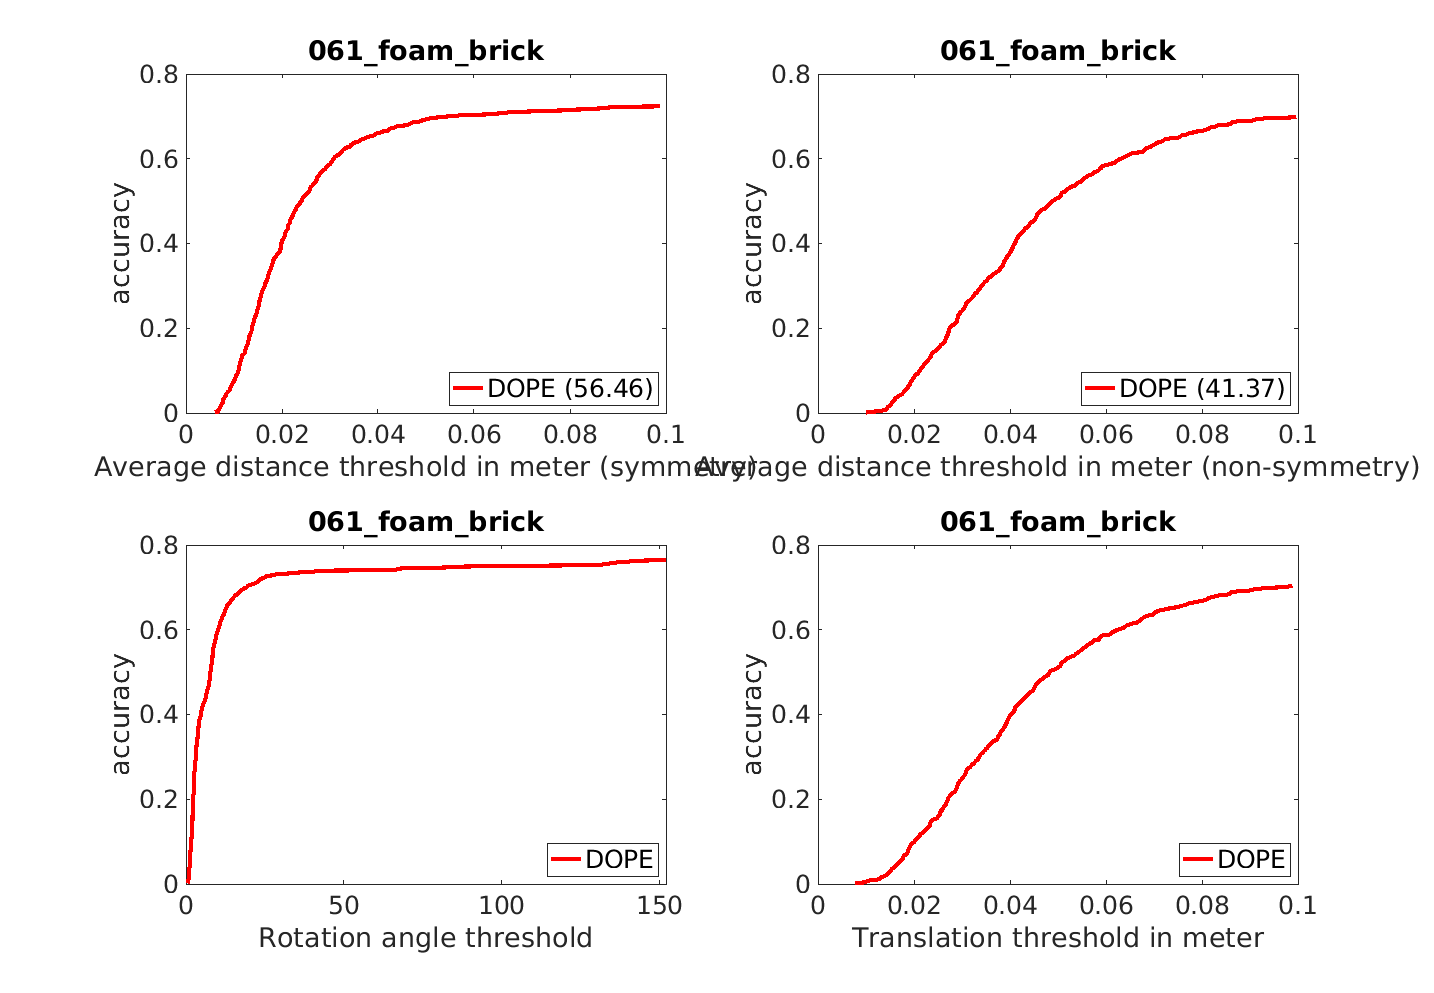 061_foam_brick
0.8
0.6
0.4
0.2
0
accuracy
DOPE (56.46)
0 0.02 0.04 0.06 0.08 0.1
Average distance threshold in meter (symmetry)
061_foam_brick
0.8
0.6
0.4
0.2
0
accuracy
DOPE (41.37)
0 0.02 0.04 0.06 0.08 0.1
Average distance threshold in meter (non-symmetry)
061_foam_brick
0.8
0.6
0.4
0.2
0
accuracy
DOPE
0 50 100 150
Rotation angle threshold
061_foam_brick
0.8
0.6
0.4
0.2
0
accuracy
DOPE
0 0.02 0.04 0.06 0.08 0.1
Translation threshold in meter